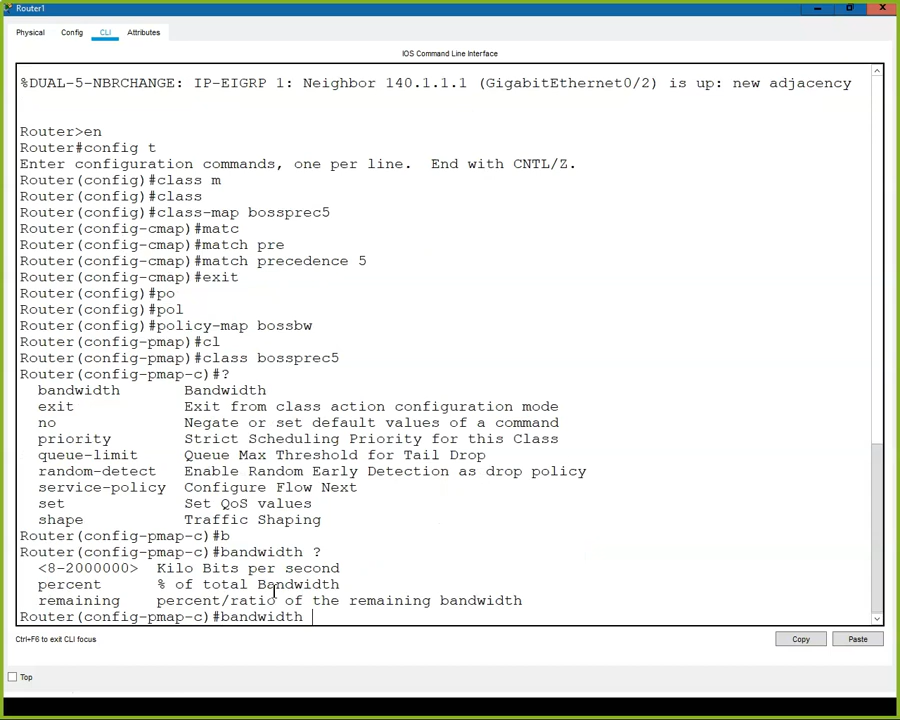 Router1
Physical Config CLI Attributes
IOS Command Line Interface
%DUAL-5-NBRCHANGE: IP-EIGRP 1: Neighbor 140.1.1.1 (GigabitEthernet0/2) is up: new adjacency
Router>en
Router#config t
Enter configuration commands, one per line.  End with CNTL/Z.
Router(config)#class m
Router(config)#class
Router(config)#class-map bossprec5
Router(config-cmap)#matc
Router(config-cmap)#match pre
Router(config-cmap)#match precedence 5
Router(config-cmap)#exit
Router(config)#po
Router(config)#pol
Router(config)#policy-map bossbw
Router(config-pmap)#cl
Router(config-pmap)#class bossprec5
Router(config-pmap-c)#?
bandwidth       Bandwidth
exit            Exit from class action configuration mode
no              Negate or set default values of a command
priority        Strict Scheduling Priority for this Class
queue-limit     Queue Max Threshold for Tail Drop
random-detect   Enable Random Early Detection as drop policy
service-policy  Configure Flow Next
set             Set QoS values
shape           Traffic Shaping
Router(config-pmap-c)#b
Router(config-pmap-c)#bandwidth ?
<8-2000000>  Kilo Bits per second
percent      % of total Bandwidth
remaining    percent/ratio of the remaining bandwidth
Router(config-pmap-c)#bandwidth
Ctrl+F6 to exit CLI focus
Copy Paste
Top